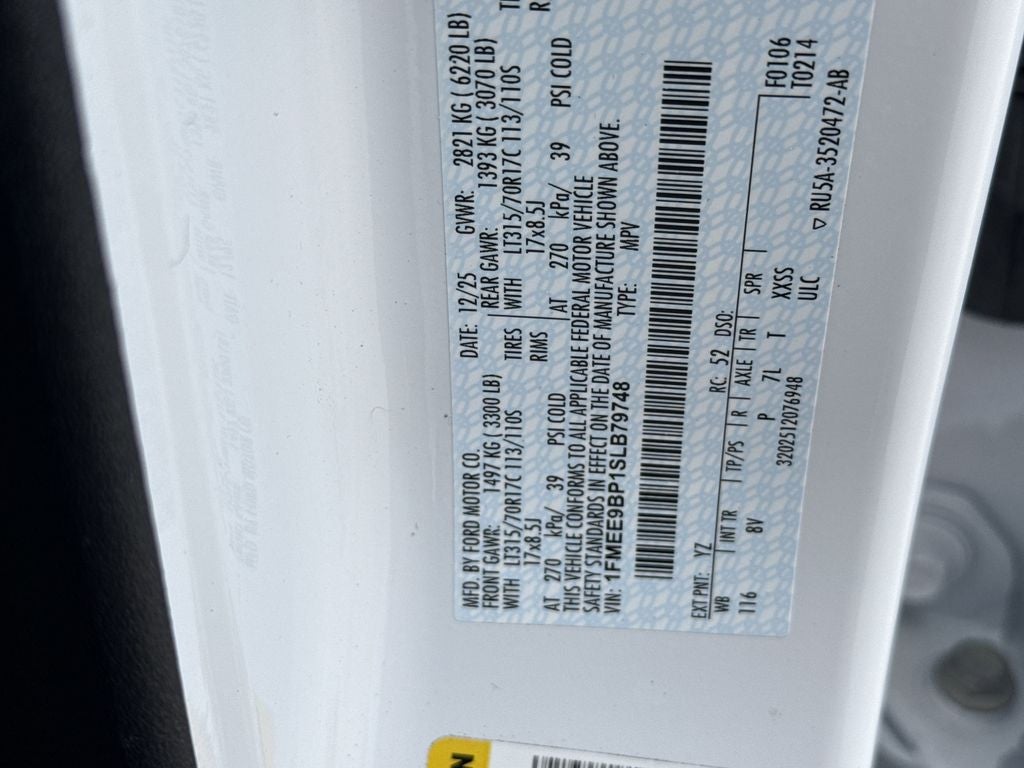 MFD. BY FORD MOTOR CO.
DATE: 12/25 GVWR: 2821 KG ( 6220 LB)
FRONT GAWR: 1497 KG ( 3300 LB) REAR GAWR: 1393 KG ( 3070 LB)
WITH LT315/70R17C 113/110S TIRES WITH LT315/70R17C 113/110S
17x8.5J RIMS 17x8.5J
AT 270 kPa/ 39 PSI COLD AT 270 kPa/ 39 PSI COLD
THIS VEHICLE CONFORMS TO ALL APPLICABLE FEDERAL MOTOR VEHICLE
SAFETY STANDARDS IN EFFECT ON THE DATE OF MANUFACTURE SHOWN ABOVE.
VIN: 1FMEE9BP1SLB79748 TYPE: MPV
EXT PNT: YZ RC: 52 DSO: F0106
WB INT TR TP/PS R AXLE TR SPR T0214
116 8V P 7L T XXSS
3202512076948 ULC RU5A-3520472-AB